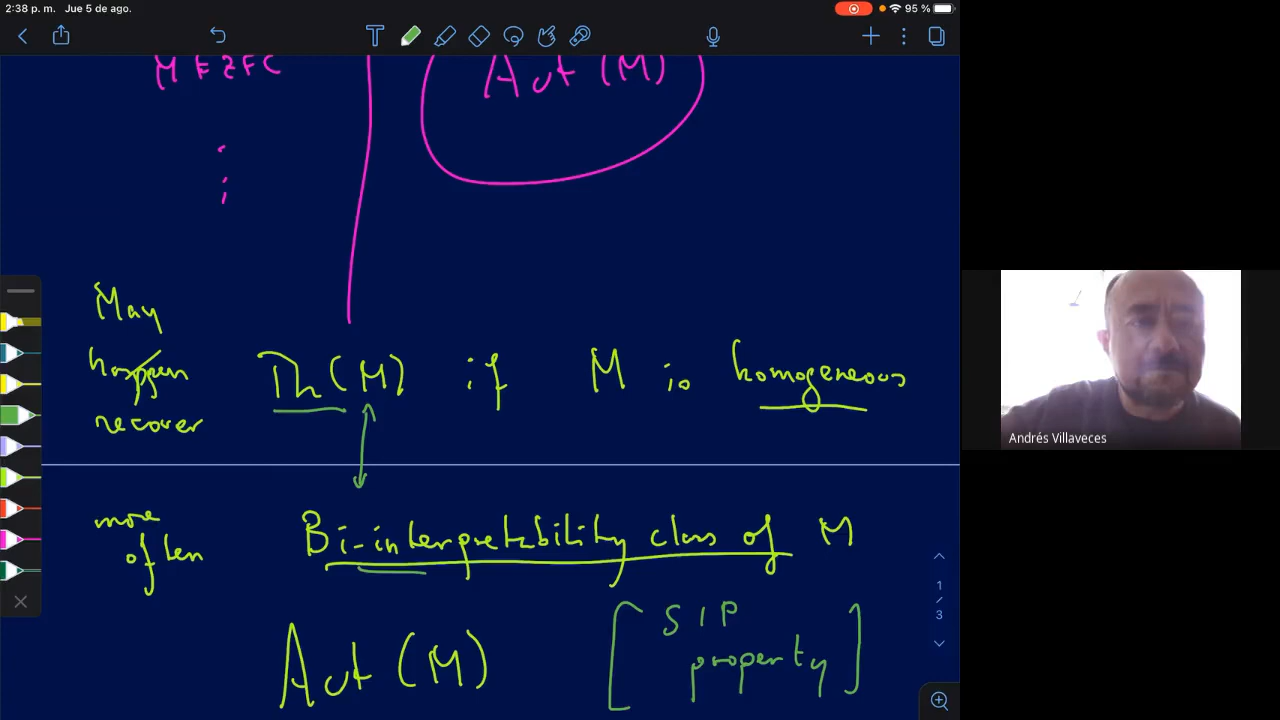 2:38 p. m. Jue 5 de ago.
95 %
M ⊨ ZFC
Aut (M)
May
happen
recover
Th(M) if M is homogeneous
more
often
Bi-interpretability class of M
Aut (M)
[ SIP
property ]
1
/
3
Andrés Villaveces